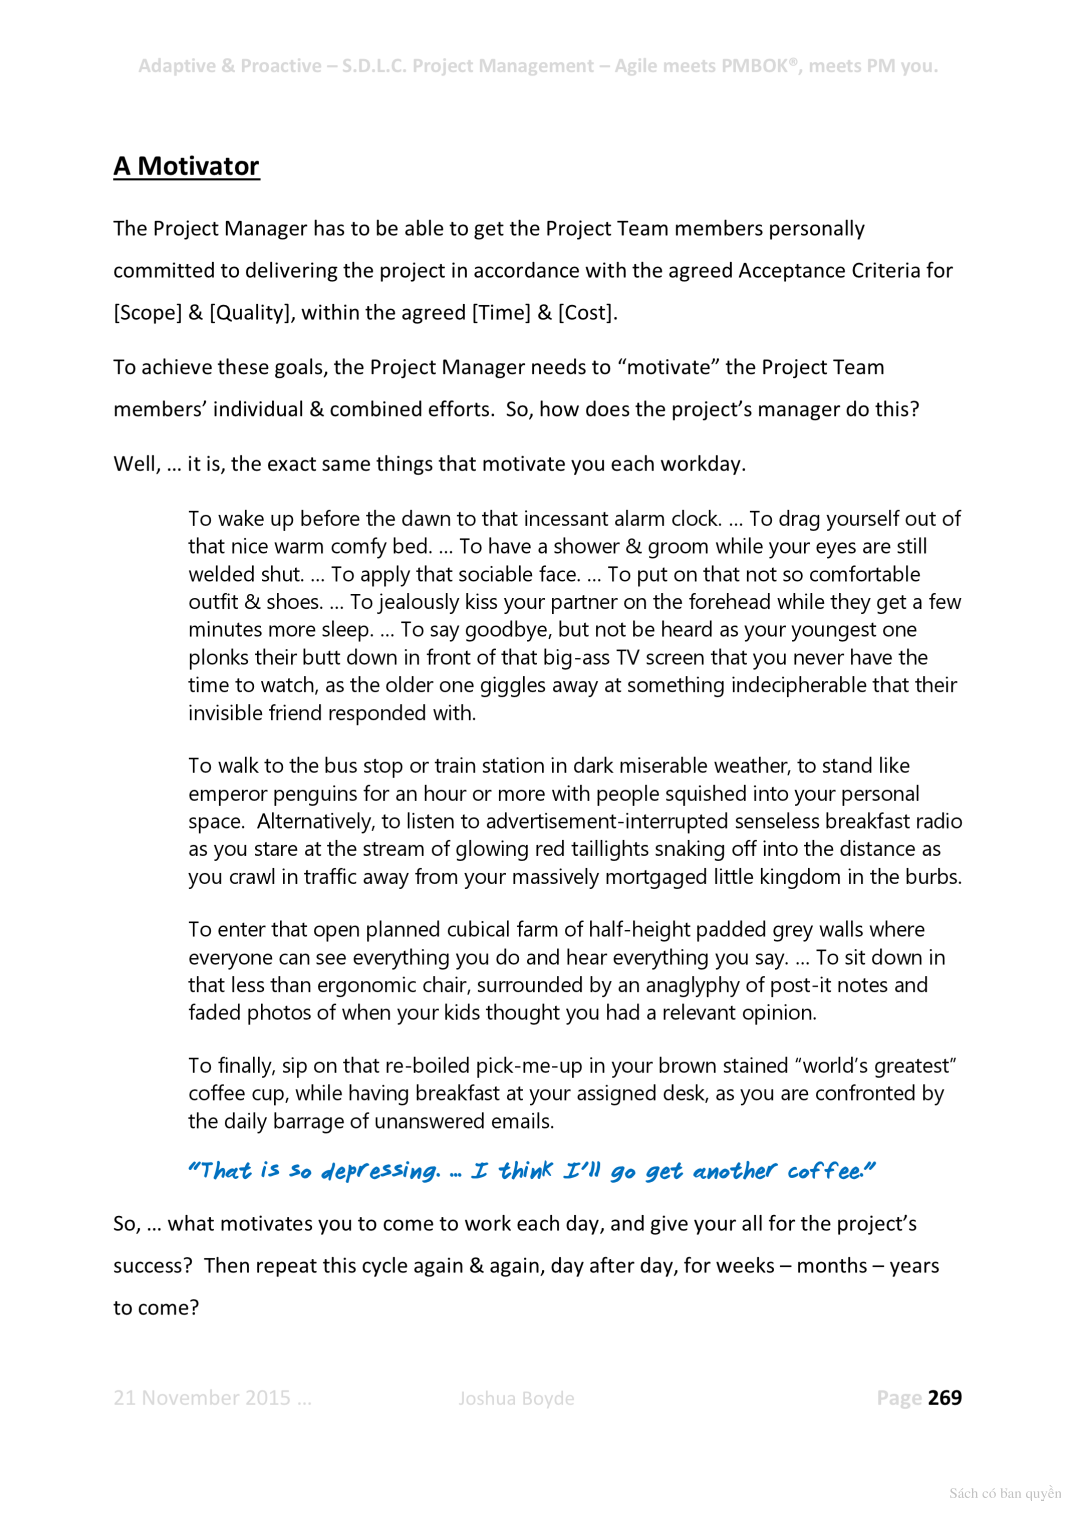 Adaptive & Proactive – S.D.L.C. Project Management – Agile meets PMBOK®, meets PM you.
A Motivator
The Project Manager has to be able to get the Project Team members personally
committed to delivering the project in accordance with the agreed Acceptance Criteria for
[Scope] & [Quality], within the agreed [Time] & [Cost].
To achieve these goals, the Project Manager needs to “motivate” the Project Team
members’ individual & combined efforts.  So, how does the project’s manager do this?
Well, … it is, the exact same things that motivate you each workday.
To wake up before the dawn to that incessant alarm clock. … To drag yourself out of
that nice warm comfy bed. … To have a shower & groom while your eyes are still
welded shut. … To apply that sociable face. … To put on that not so comfortable
outfit & shoes. … To jealously kiss your partner on the forehead while they get a few
minutes more sleep. … To say goodbye, but not be heard as your youngest one
plonks their butt down in front of that big-ass TV screen that you never have the
time to watch, as the older one giggles away at something indecipherable that their
invisible friend responded with.
To walk to the bus stop or train station in dark miserable weather, to stand like
emperor penguins for an hour or more with people squished into your personal
space.  Alternatively, to listen to advertisement-interrupted senseless breakfast radio
as you stare at the stream of glowing red taillights snaking off into the distance as
you crawl in traffic away from your massively mortgaged little kingdom in the burbs.
To enter that open planned cubical farm of half-height padded grey walls where
everyone can see everything you do and hear everything you say. … To sit down in
that less than ergonomic chair, surrounded by an anaglyphy of post-it notes and
faded photos of when your kids thought you had a relevant opinion.
To finally, sip on that re-boiled pick-me-up in your brown stained “world’s greatest”
coffee cup, while having breakfast at your assigned desk, as you are confronted by
the daily barrage of unanswered emails.
“That is so depressing. … I think I’ll go get another coffee.”
So, … what motivates you to come to work each day, and give your all for the project’s
success?  Then repeat this cycle again & again, day after day, for weeks – months – years
to come?
21 November 2015 … Joshua Boyde Page 269
Sách có bản quyền